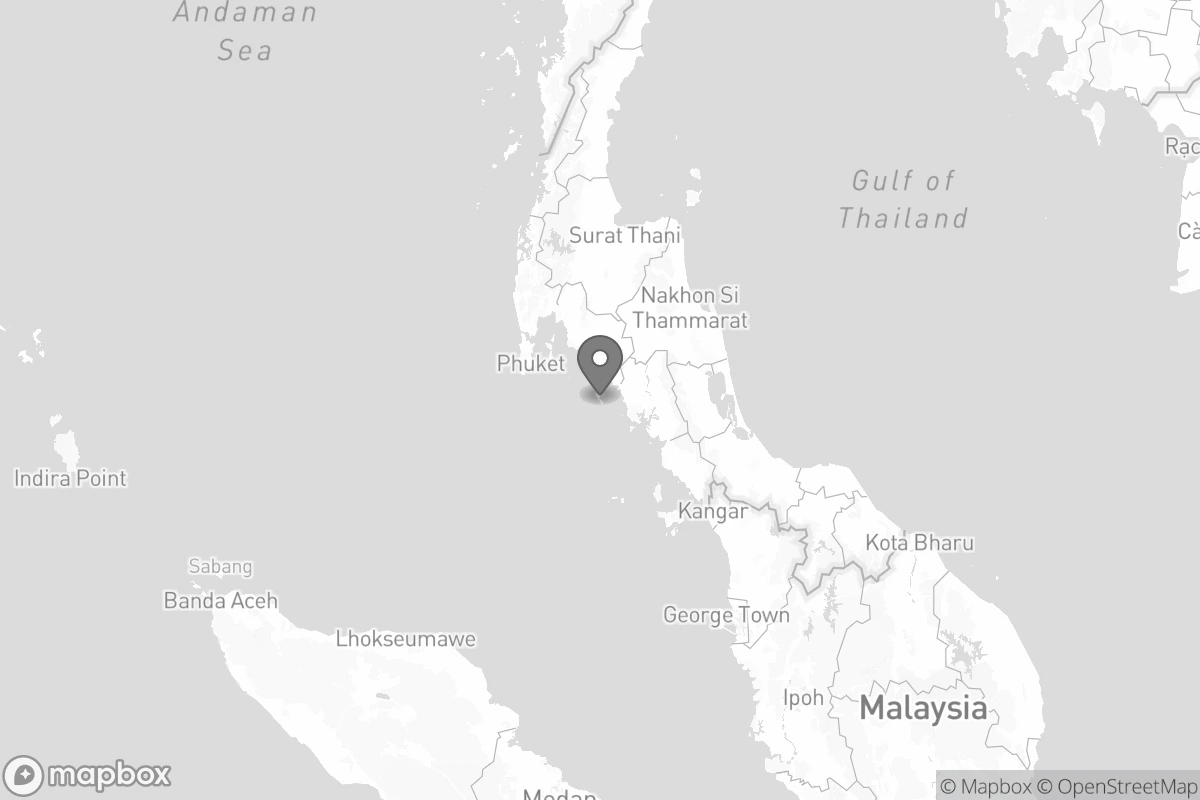 Andaman
Sea
Gulf of
Thailand
Rạc
Cà
Surat Thani
Nakhon Si
Thammarat
Phuket
Indira Point
Kangar
Kota Bharu
Sabang
Banda Aceh
George Town
Lhokseumawe
Ipoh
Malaysia
Medan
mapbox
© Mapbox © OpenStreetMap